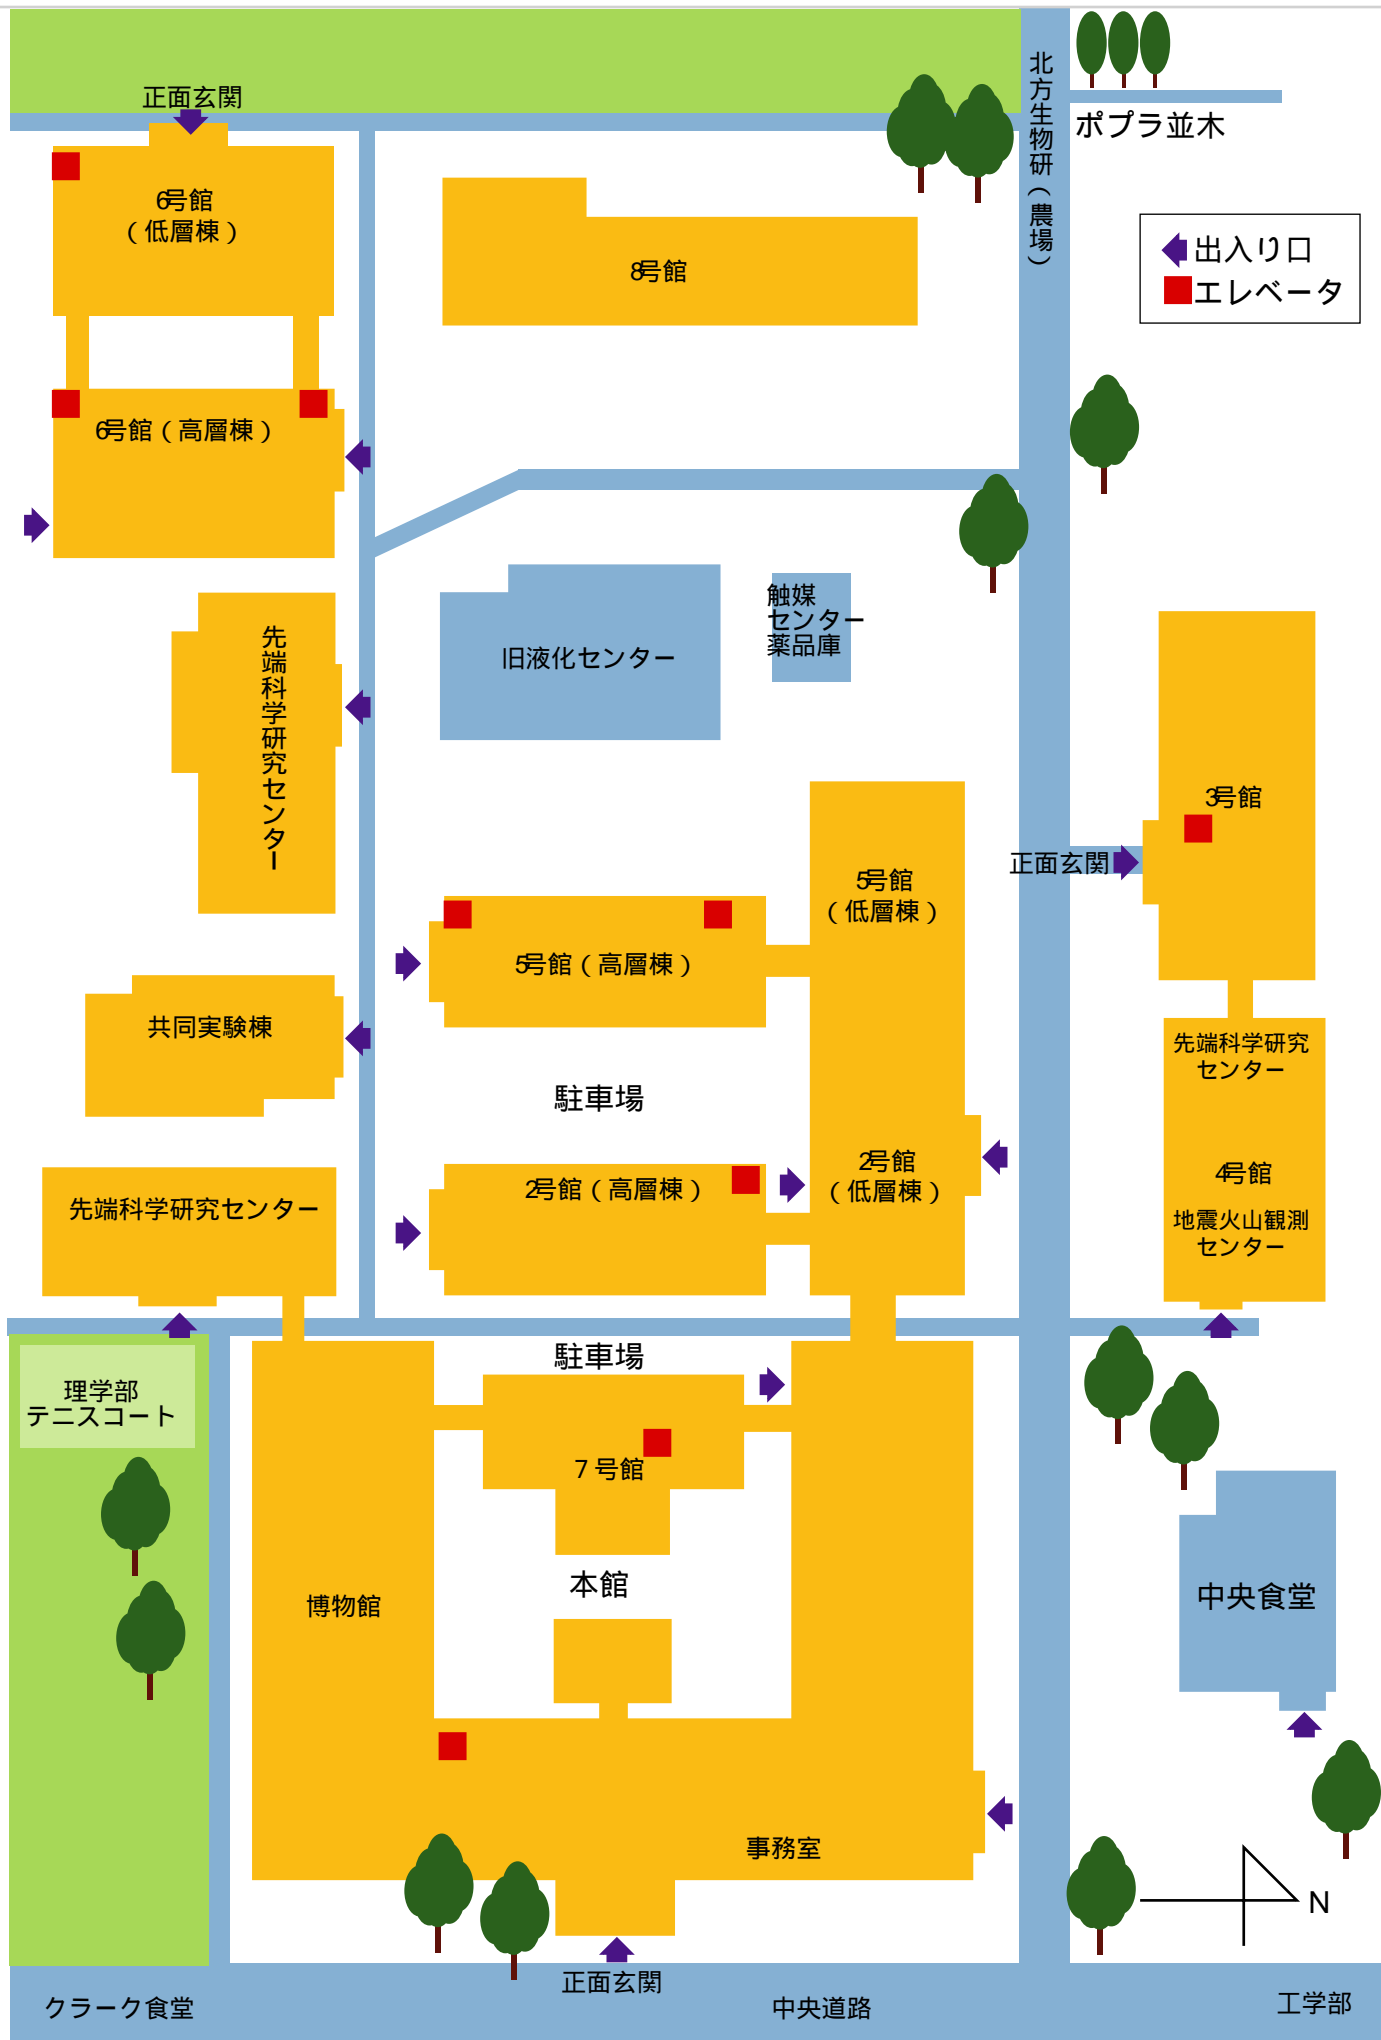 正面玄関
北方生物研（農場）
ポプラ並木
6号館
（低層棟）
8号館
出入り口
エレベータ
6号館（高層棟）
先端科学研究センター
旧液化センター
触媒
センター
薬品庫
3号館
正面玄関
5号館
（低層棟）
5号館（高層棟）
共同実験棟
先端科学研究
センター
駐車場
2号館
（低層棟）
4号館
2号館（高層棟）
先端科学研究センター
地震火山観測
センター
駐車場
理学部
テニスコート
7号館
本館
博物館
中央食堂
事務室
N
正面玄関
クラーク食堂
中央道路
工学部